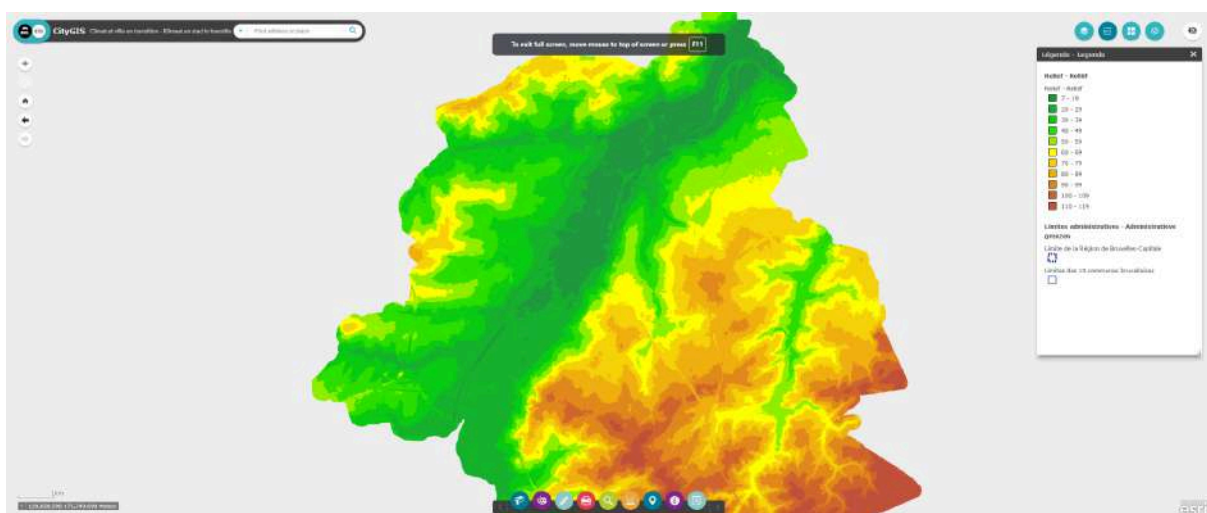 CityGIS
To exit full screen, move mouse to top of screen or press F11
Légende - Legende
Relief - Reliëf
Relief - Reliëf
7 - 19
20 - 29
30 - 39
40 - 49
50 - 59
60 - 69
70 - 79
80 - 89
90 - 99
100 - 109
110 - 119
Limites administratives - Administratieve
grenzen
Limite de la Région de Bruxelles-Capitale
Limites des 19 communes bruxelloises
1km
esri